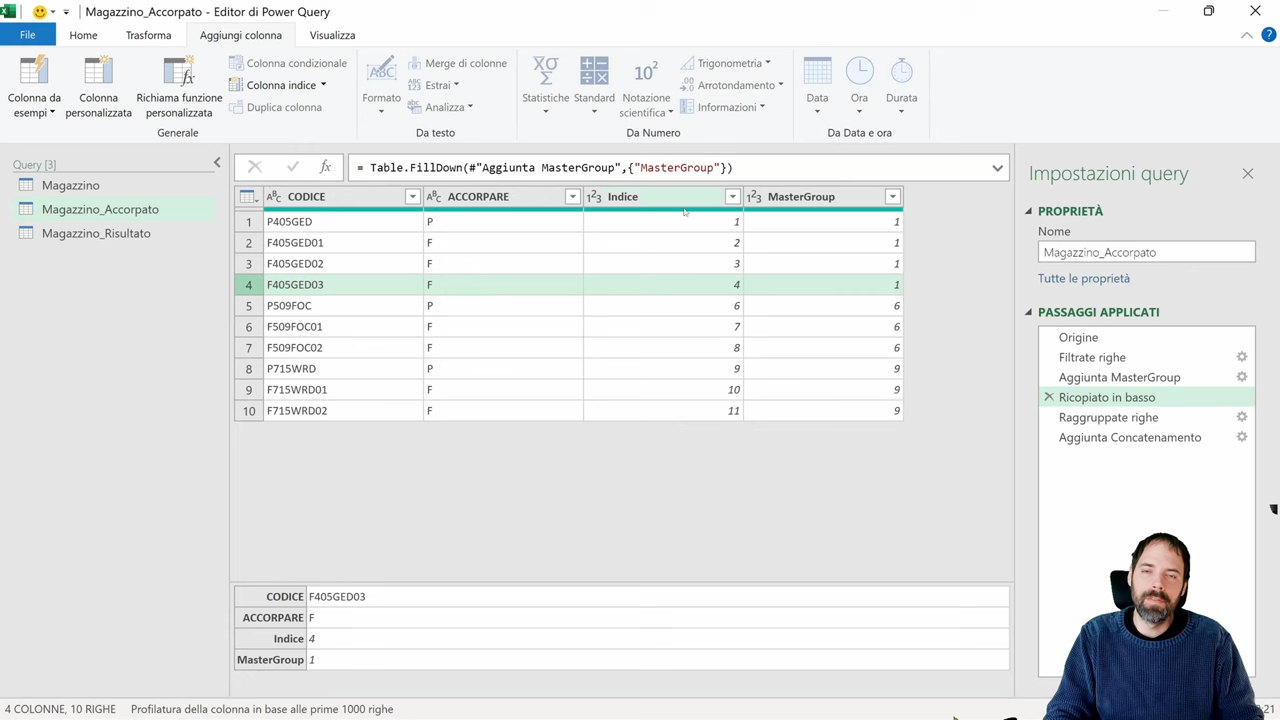 Magazzino_Accorpato - Editor di Power Query
File Home Trasforma Aggiungi colonna Visualizza
Colonna da esempi
Colonna personalizzata
Richiama funzione personalizzata
Colonna condizionale
Colonna indice
Duplica colonna
Generale
Formato
Merge di colonne
Estrai
Analizza
Da testo
Statistiche
Standard
Notazione scientifica
Trigonometria
Arrotondamento
Informazioni
Da Numero
Data
Ora
Durata
Da Data e ora
Query [3]
Magazzino
Magazzino_Accorpato
Magazzino_Risultato
= Table.FillDown(#"Aggiunta MasterGroup",{"MasterGroup"})
CODICE ACCORPARE Indice MasterGroup
1 P405GED P 1 1
2 F405GED01 F 2 1
3 F405GED02 F 3 1
4 F405GED03 F 4 1
5 P509FOC P 6 6
6 F509FOC01 F 7 6
7 F509FOC02 F 8 6
8 P715WRD P 9 9
9 F715WRD01 F 10 9
10 F715WRD02 F 11 9
CODICE F405GED03
ACCORPARE F
Indice 4
MasterGroup 1
Impostazioni query
PROPRIETÀ
Nome
Magazzino_Accorpato
Tutte le proprietà
PASSAGGI APPLICATI
Origine
Filtrate righe
Aggiunta MasterGroup
Ricopiato in basso
Raggruppate righe
Aggiunta Concatenamento
4 COLONNE, 10 RIGHE Profilatura della colonna in base alle prime 1000 righe